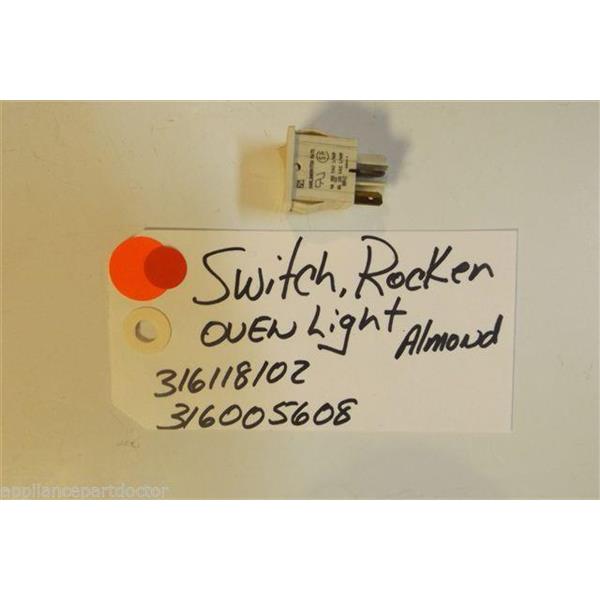 Switch, Rocker
OVEN Light Almond
316118102
316005608
appliancepartdoctor